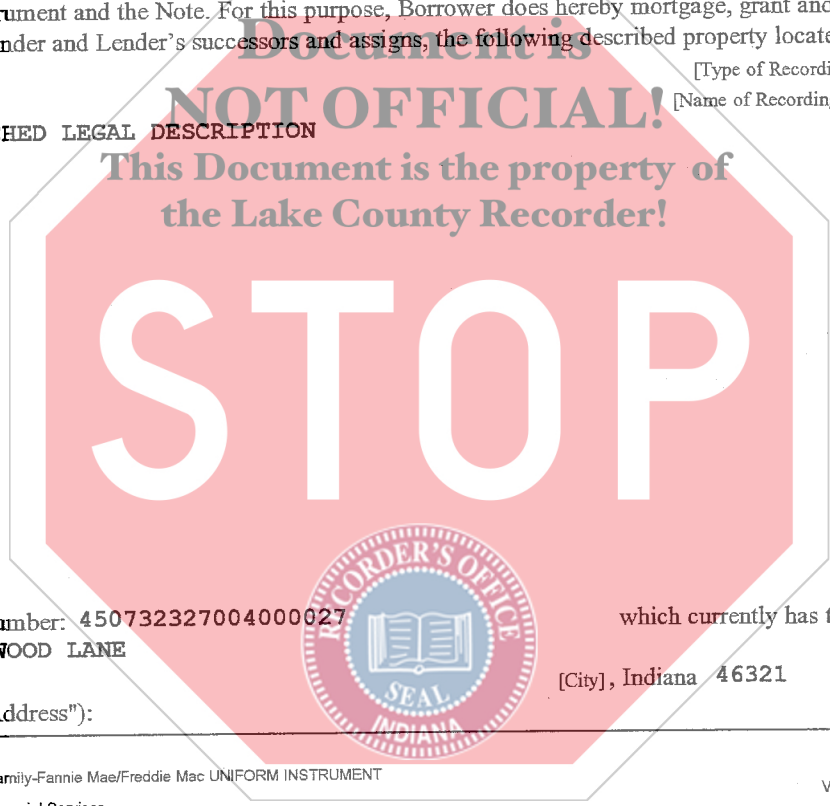 rument and the Note. For this purpose, Borrower does hereby mortgage, grant and
nder and Lender's successors and assigns, the following described property locate
Document is
[Type of Recordi
NOT OFFICIAL!
[Name of Recording
HED LEGAL DESCRIPTION
This Document is the property of
the Lake County Recorder!
STOP
RECORDER'S OFFICE
SEAL
INDIANA
umber: 450732327004000027
which currently has t
WOOD LANE
[City], Indiana 46321
ddress"):
amily-Fannie Mae/Freddie Mac UNIFORM INSTRUMENT
V